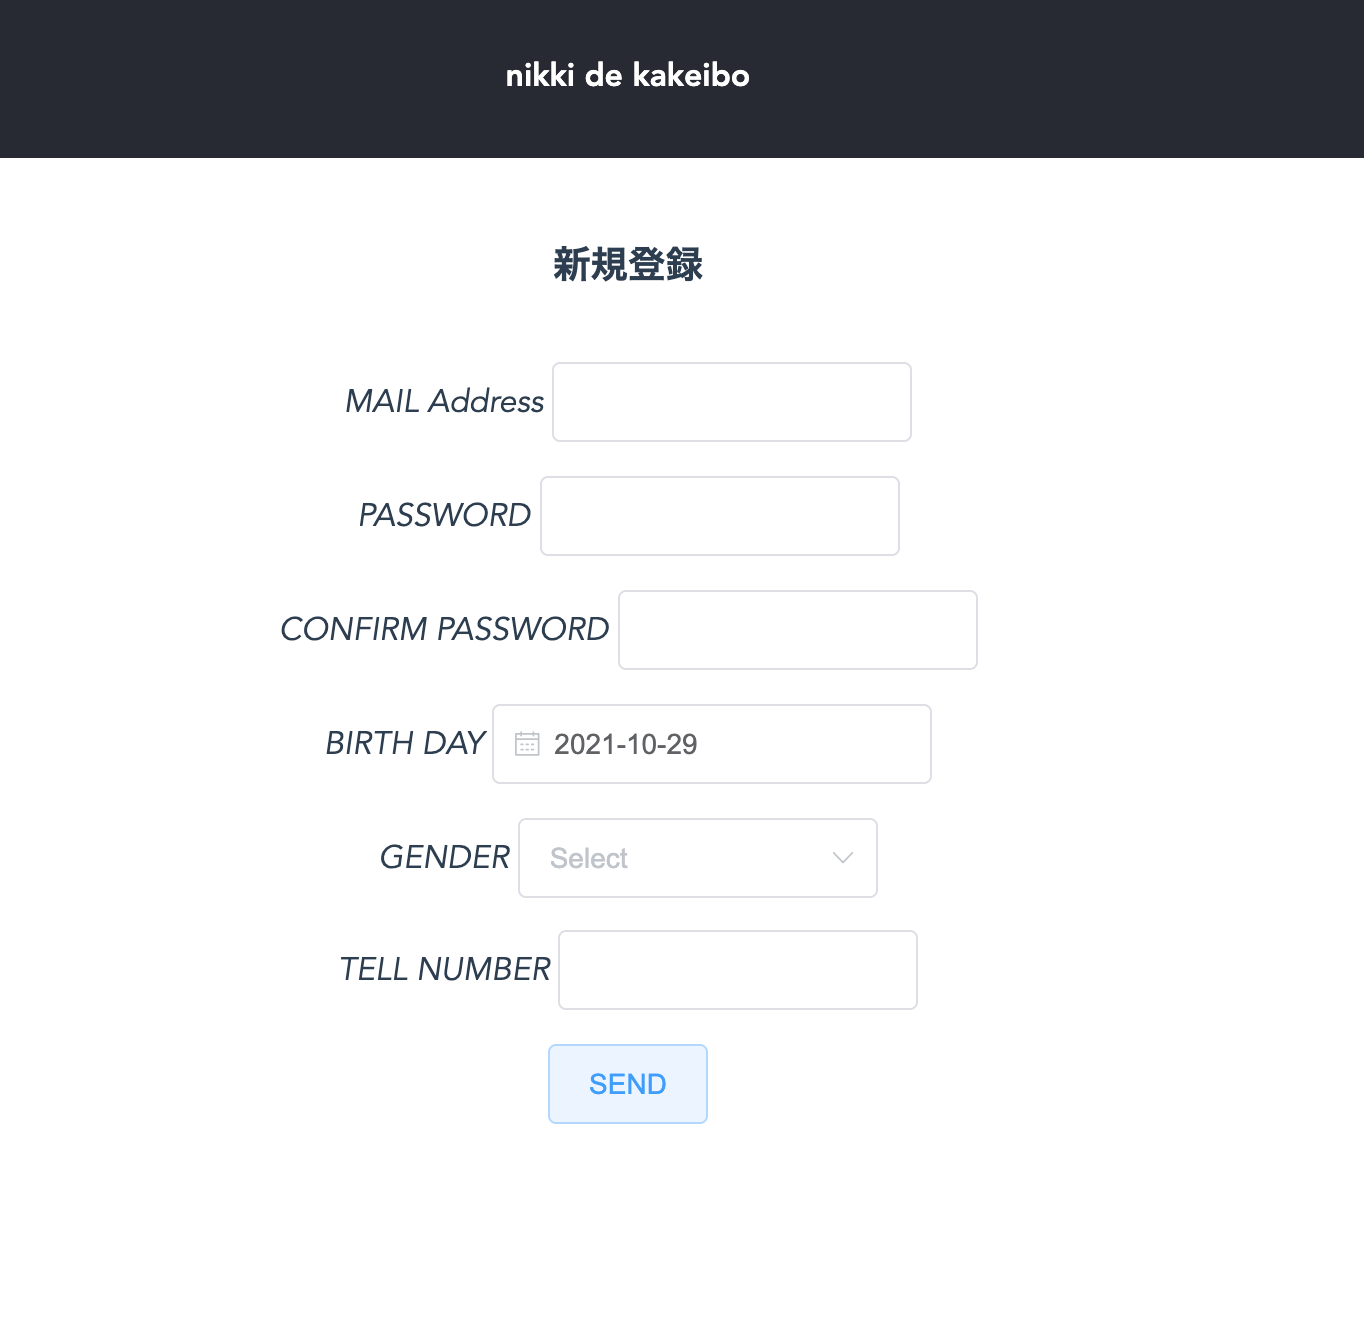 nikki de kakeibo
新規登録
MAIL Address
PASSWORD
CONFIRM PASSWORD
BIRTH DAY 2021-10-29
GENDER Select
TELL NUMBER
SEND